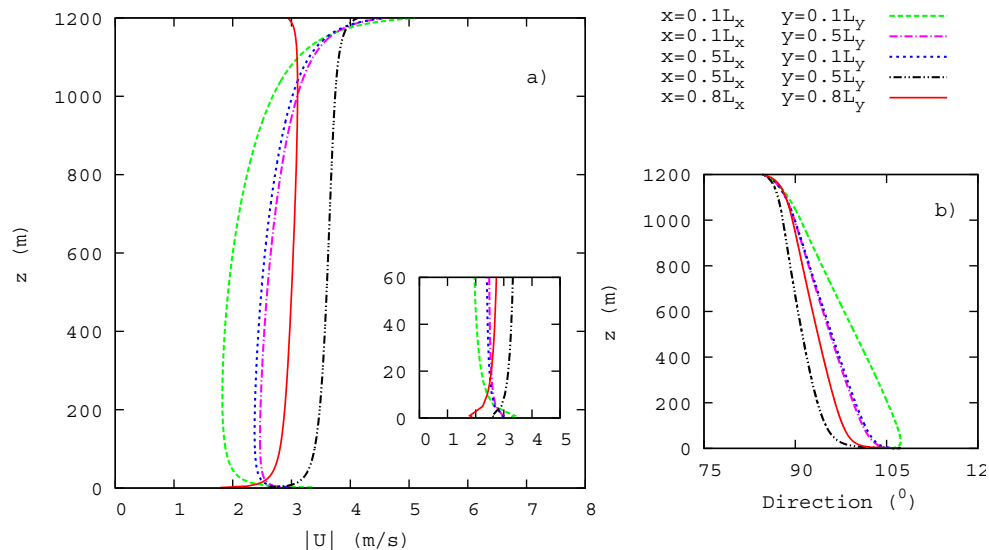 x=0.1Lx y=0.1Ly
x=0.1Lx y=0.5Ly
x=0.5Lx y=0.1Ly
x=0.5Lx y=0.5Ly
x=0.8Lx y=0.8Ly
a)
z (m)
1200
1000
800
600
400
200
0
0 1 2 3 4 5 6 7 8
|U| (m/s)
60
40
20
0
0 1 2 3 4 5
b)
z (m)
1200
1000
800
600
400
200
0
75 90 105 12
Direction (0)